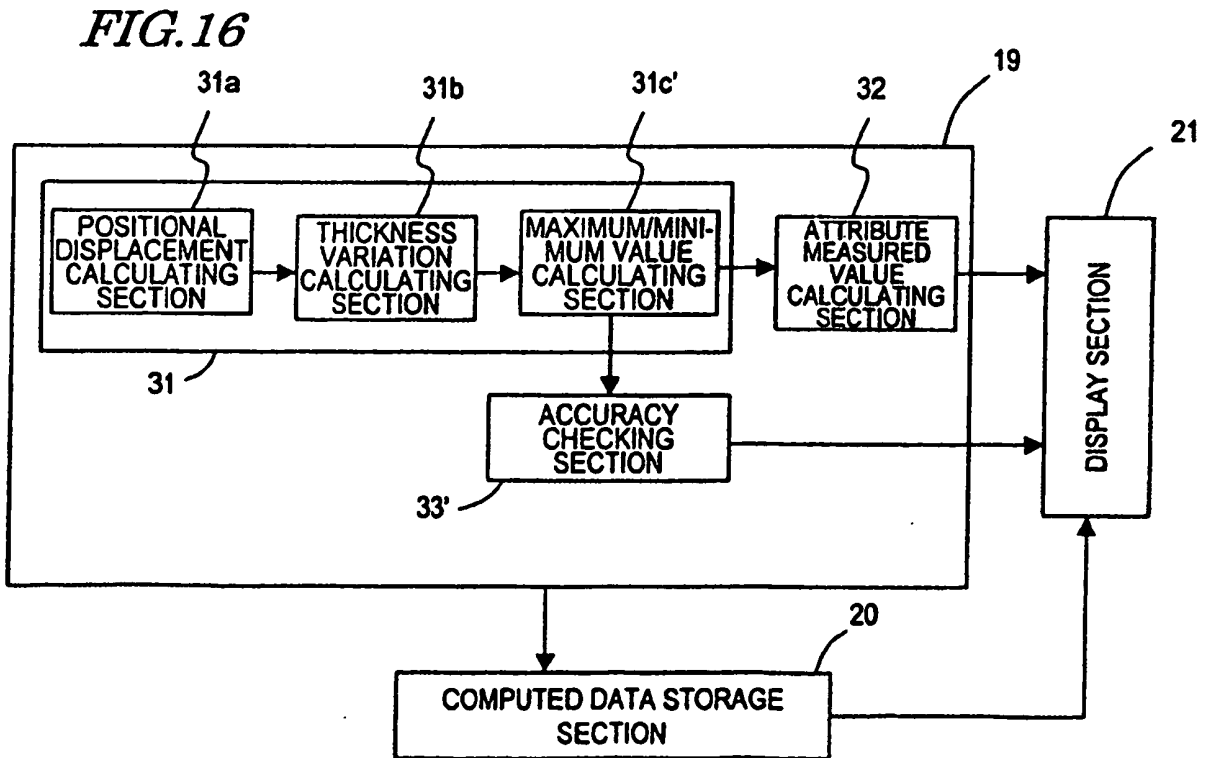 FIG.16
31a
31b
31c'
32
19
21
POSITIONAL
DISPLACEMENT
CALCULATING
SECTION
THICKNESS
VARIATION
CALCULATING
SECTION
MAXIMUM/MINI-
MUM VALUE
CALCULATING
SECTION
ATTRIBUTE
MEASURED
VALUE
CALCULATING
SECTION
DISPLAY SECTION
31
ACCURACY
CHECKING
SECTION
33'
20
COMPUTED DATA STORAGE
SECTION